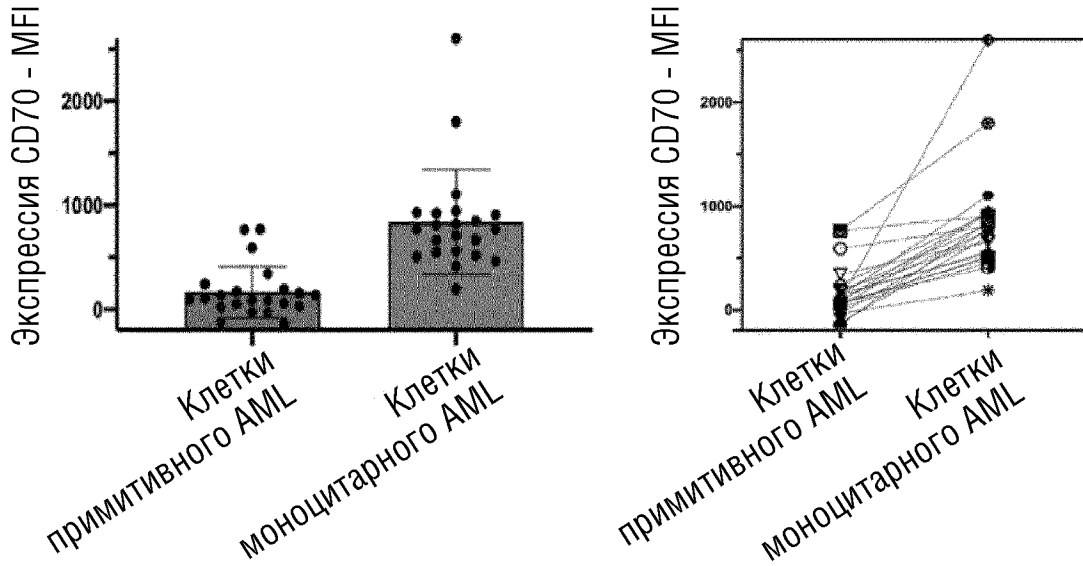 Экспрессия CD70 - MFI
2000
1000
0
Клетки
примитивного AML
Клетки
моноцитарного AML
Экспрессия CD70 - MFI
2000
1000
0
Клетки
примитивного AML
Клетки
моноцитарного AML